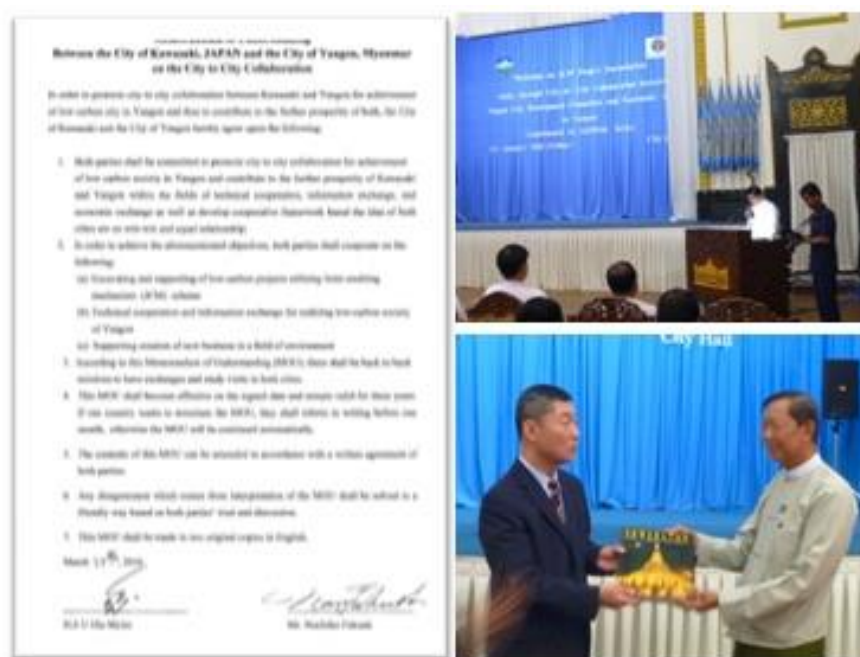 Between the City of Kawasaki, JAPAN and the City of Yangon, Myanmar
on the City to City Collaboration
In order to promote city to city collaboration between Kawasaki and Yangon for achievement
of low carbon city in Yangon and thus to contribute to the further prosperity of both, the City
of Kawasaki and the City of Yangon hereby agree upon the following:
1. Both parties shall be committed to promote city to city collaboration for achievement
of low carbon society in Yangon and contribute to the further prosperity of Kawasaki
and Yangon within the fields of technical cooperation, information exchange, and
economic exchange as well as develop cooperative framework based the idea of both
cities are on win-win and equal relationship.
2. In order to achieve the aforementioned objectives, both parties shall cooperate on the
following:
(a) and supporting of low-carbon projects utilizing Joint crediting
mechanism (JCM) scheme
(b) Technical cooperation and information exchange for realizing low-carbon society
of Yangon
(c) Supporting creation of new business in a field of environment
3. According to this Memorandum of Understanding (MOU), there shall be back to back
missions to have exchanges and study visits in both cities.
4. This MOU shall become effective on the signed date and remain valid for three years.
If one country wants to terminate the MOU, they shall inform in writing before one
month, otherwise the MOU will be continued automatically.
5. The contents of this MOU can be amended in accordance with a written agreement of
both parties.
6. Any disagreement which comes from interpretation of the MOU shall be solved in a
friendly way based on both parties' trust and discussion.
7. This MOU shall be made in two original copies in English.
March 2016
Mr. Fukuda
City Hall